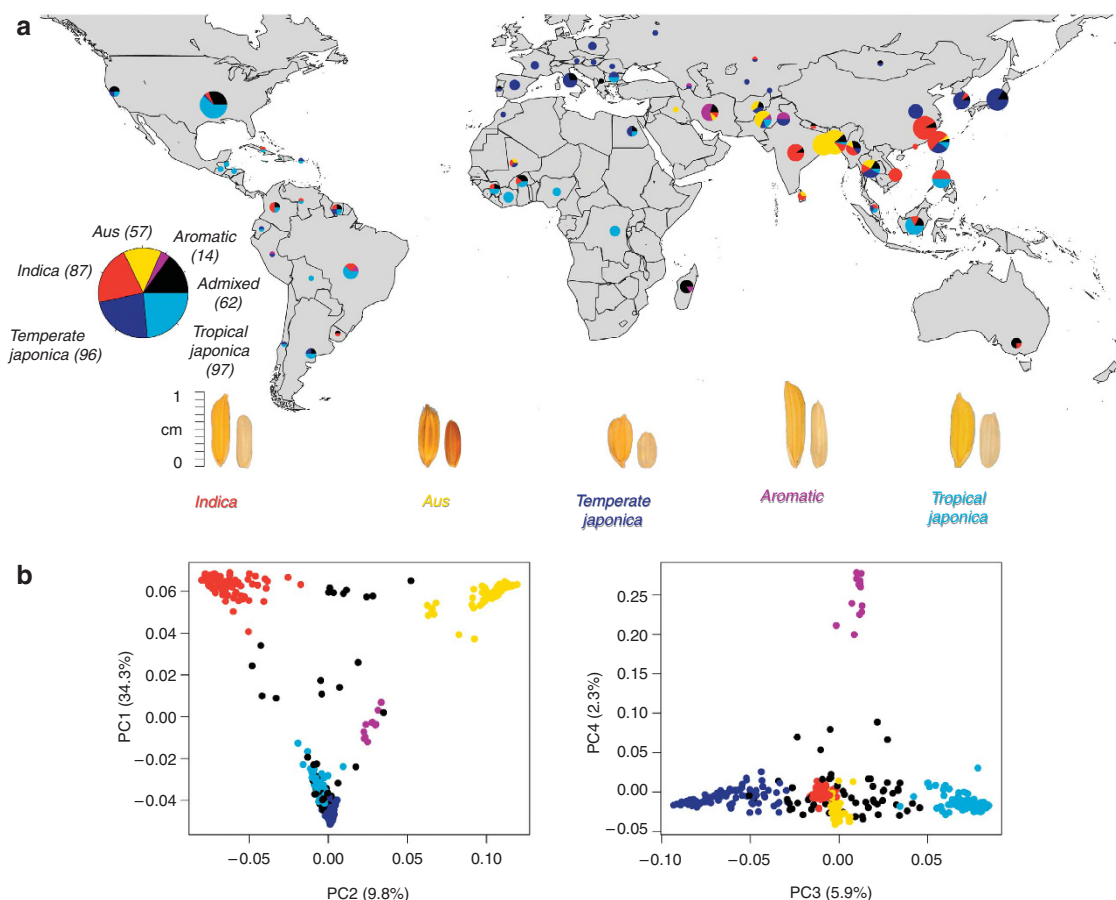 a
Aus (57)
Aromatic
(14)
Indica (87)
Admixed
(62)
Temperate
japonica (96)
Tropical
japonica
(97)
1
cm
0
Indica
Aus
Temperate
japonica
Aromatic
Tropical
japonica
b
0.06
0.04
0.02
0.00
−0.02
−0.04
PC1 (34.3%)
−0.05
0.00
0.05
0.10
PC2 (9.8%)
0.25
0.20
0.15
0.10
0.05
0.00
−0.05
PC4 (2.3%)
−0.10
−0.05
0.00
0.05
PC3 (5.9%)